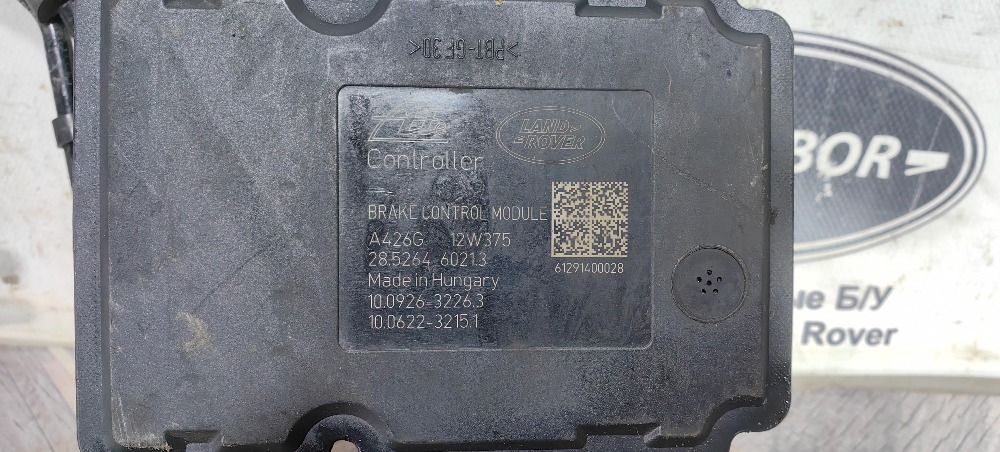 >PBT-GF30<
LAND-
ROVER
Controller
BRAKE CONTROL MODULE
A426G 12W375
28.5264 6021.3
Made in Hungary
10.0926-3226.3
10.0622-3215.1
61291400028
BOR
ые Б/У
Rover